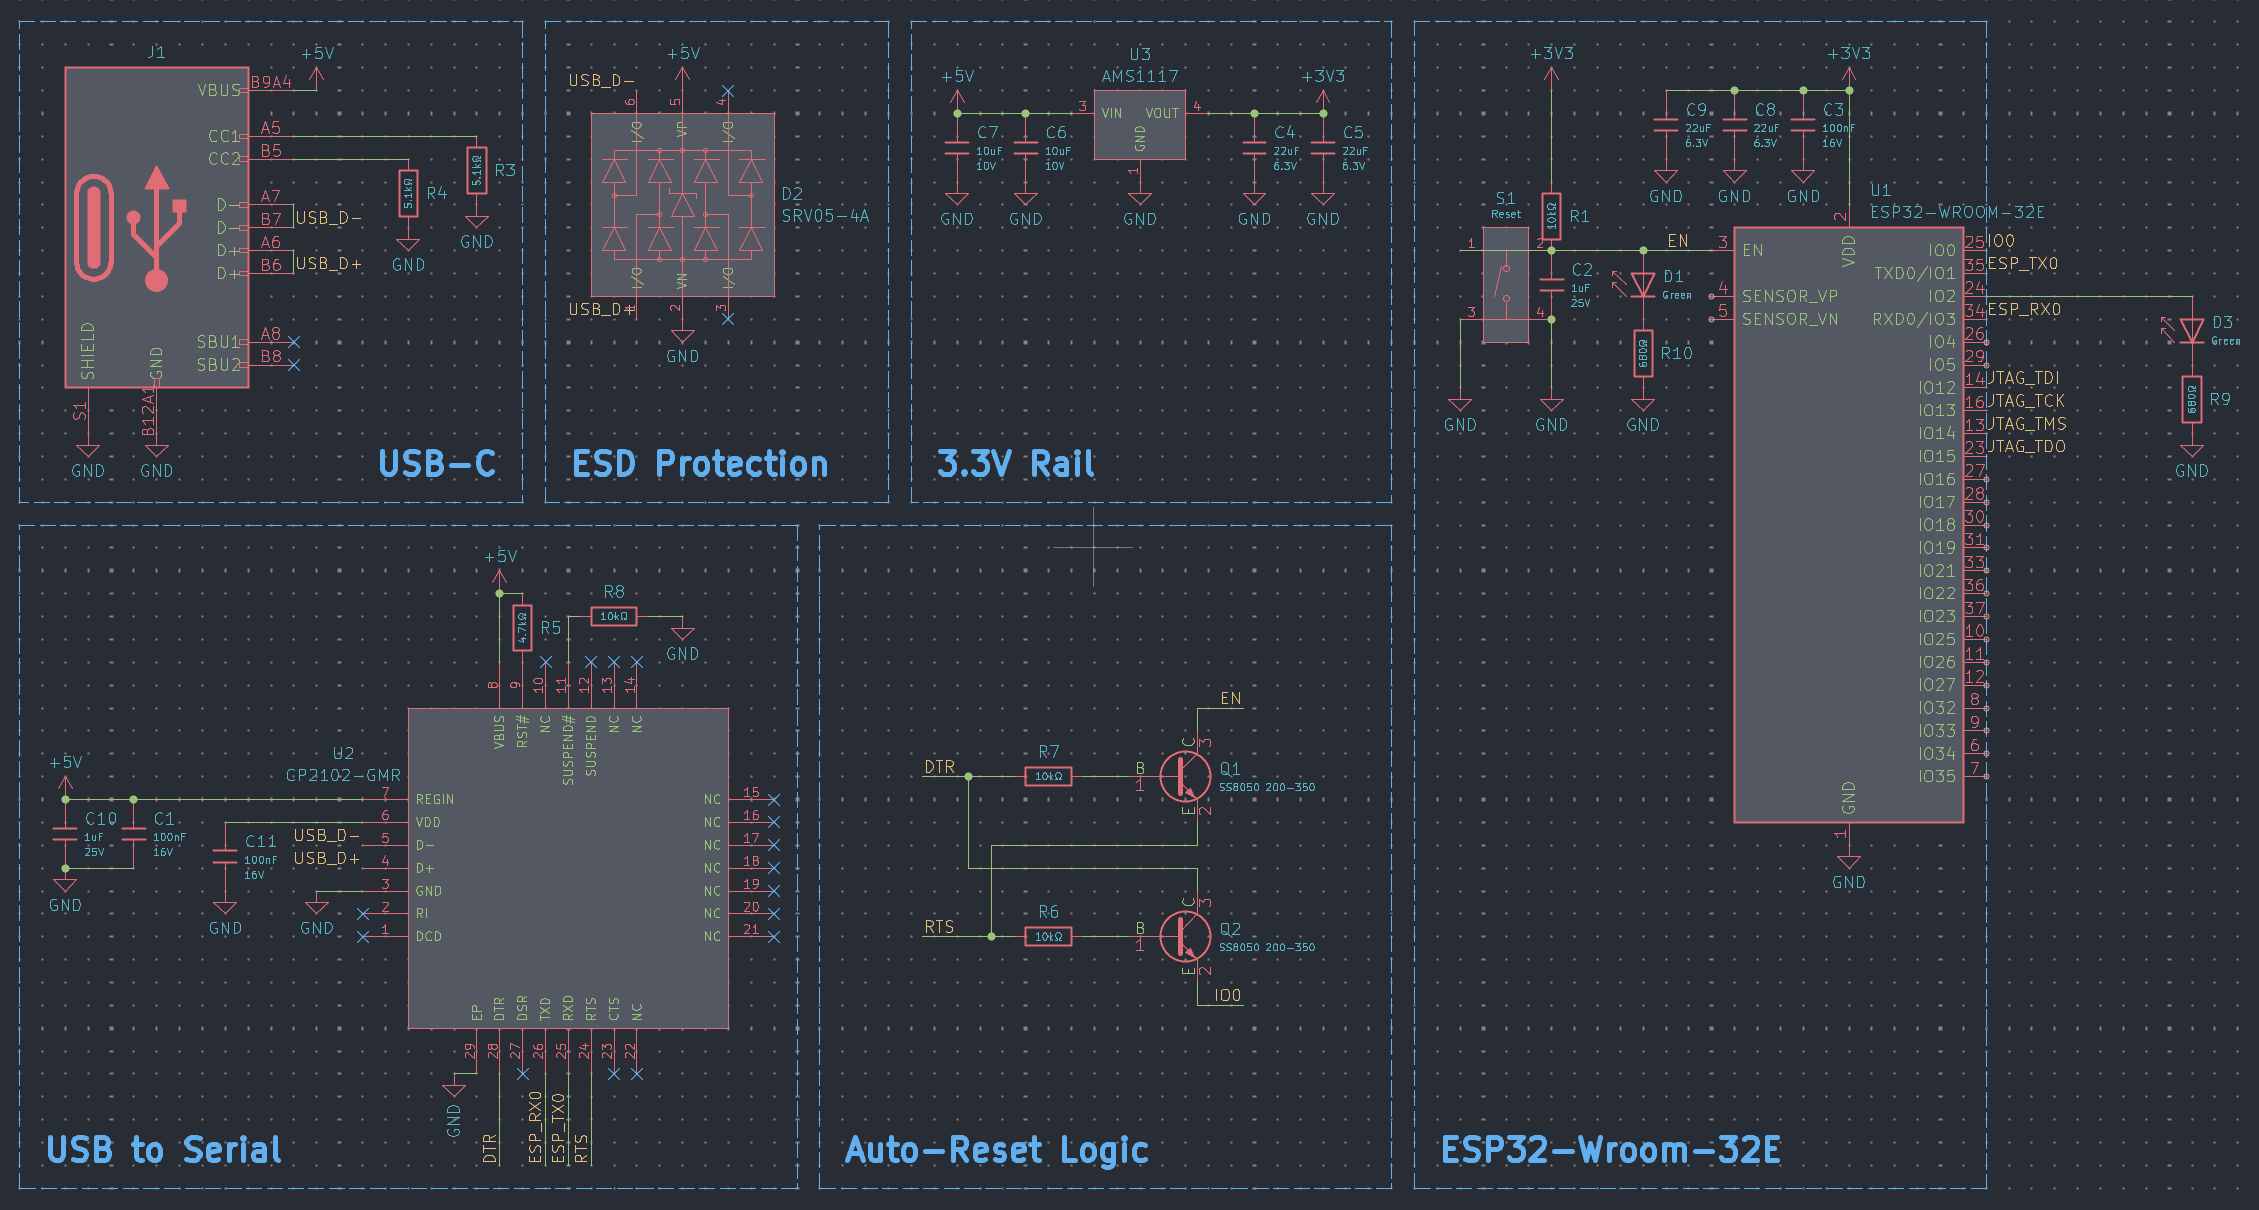 J1
+5V
VBUS
B9A4
CC1
A5
CC2
B5
5.1kΩ
R3
5.1kΩ
R4
GND
GND
D-
A7
D-
B7
USB_D-
D+
A6
D+
B6
USB_D+
SBU1
A8
SBU2
B8
SHIELD
GND
S1
B12A1
GND
GND
USB-C
+5V
USB_D-
6
5
4
I/O
VP
I/O
D2
SRV05-4A
I/O
VN
I/O
USB_D+
1
2
3
GND
ESD Protection
U3
AMS1117
+5V
+3V3
3
VIN
VOUT
4
GND
1
C7
10uF
10V
C6
10uF
10V
C4
22uF
6.3V
C5
22uF
6.3V
GND
GND
GND
GND
GND
3.3V Rail
+3V3
+3V3
C9
22uF
6.3V
C8
22uF
6.3V
C3
100nF
16V
GND
GND
GND
S1
Reset
10kΩ
R1
1
2
3
4
EN
C2
1uF
25V
D1
Green
680Ω
R10
GND
GND
GND
U1
ESP32-WROOM-32E
2
VDD
3
EN
4
SENSOR_VP
5
SENSOR_VN
IO0
25
IO0
TXD0/IO1
35
ESP_TX0
IO2
24
RXD0/IO3
34
ESP_RX0
IO4
26
IO5
29
IO12
14
JTAG_TDI
IO13
16
JTAG_TCK
IO14
13
JTAG_TMS
IO15
23
JTAG_TDO
IO16
27
IO17
28
IO18
30
IO19
31
IO21
33
IO22
36
IO23
37
IO25
10
IO26
11
IO27
12
IO32
8
IO33
9
IO34
6
IO35
7
GND
1
GND
D3
Green
680Ω
R9
GND
ESP32-Wroom-32E
+5V
R8
10kΩ
4.7kΩ
R5
GND
8
9
10
11
12
13
14
VBUS
RST#
NC
SUSPEND#
SUSPEND
NC
NC
U2
CP2102-GMR
+5V
C10
1uF
25V
C1
100nF
16V
C11
100nF
16V
GND
GND
GND
7
REGIN
6
VDD
USB_D-
5
D-
USB_D+
4
D+
3
GND
2
RI
1
DCD
NC
15
NC
16
NC
17
NC
18
NC
19
NC
20
NC
21
EP
DTR
DSR
TXD
RXD
RTS
CTS
NC
29
28
27
26
25
24
23
22
GND
DTR
ESP_RX0
ESP_TX0
RTS
USB to Serial
EN
DTR
R7
10kΩ
B
1
C
3
Q1
SS8050 200-350
E
2
RTS
R6
10kΩ
B
1
C
3
Q2
SS8050 200-350
E
2
IO0
Auto-Reset Logic